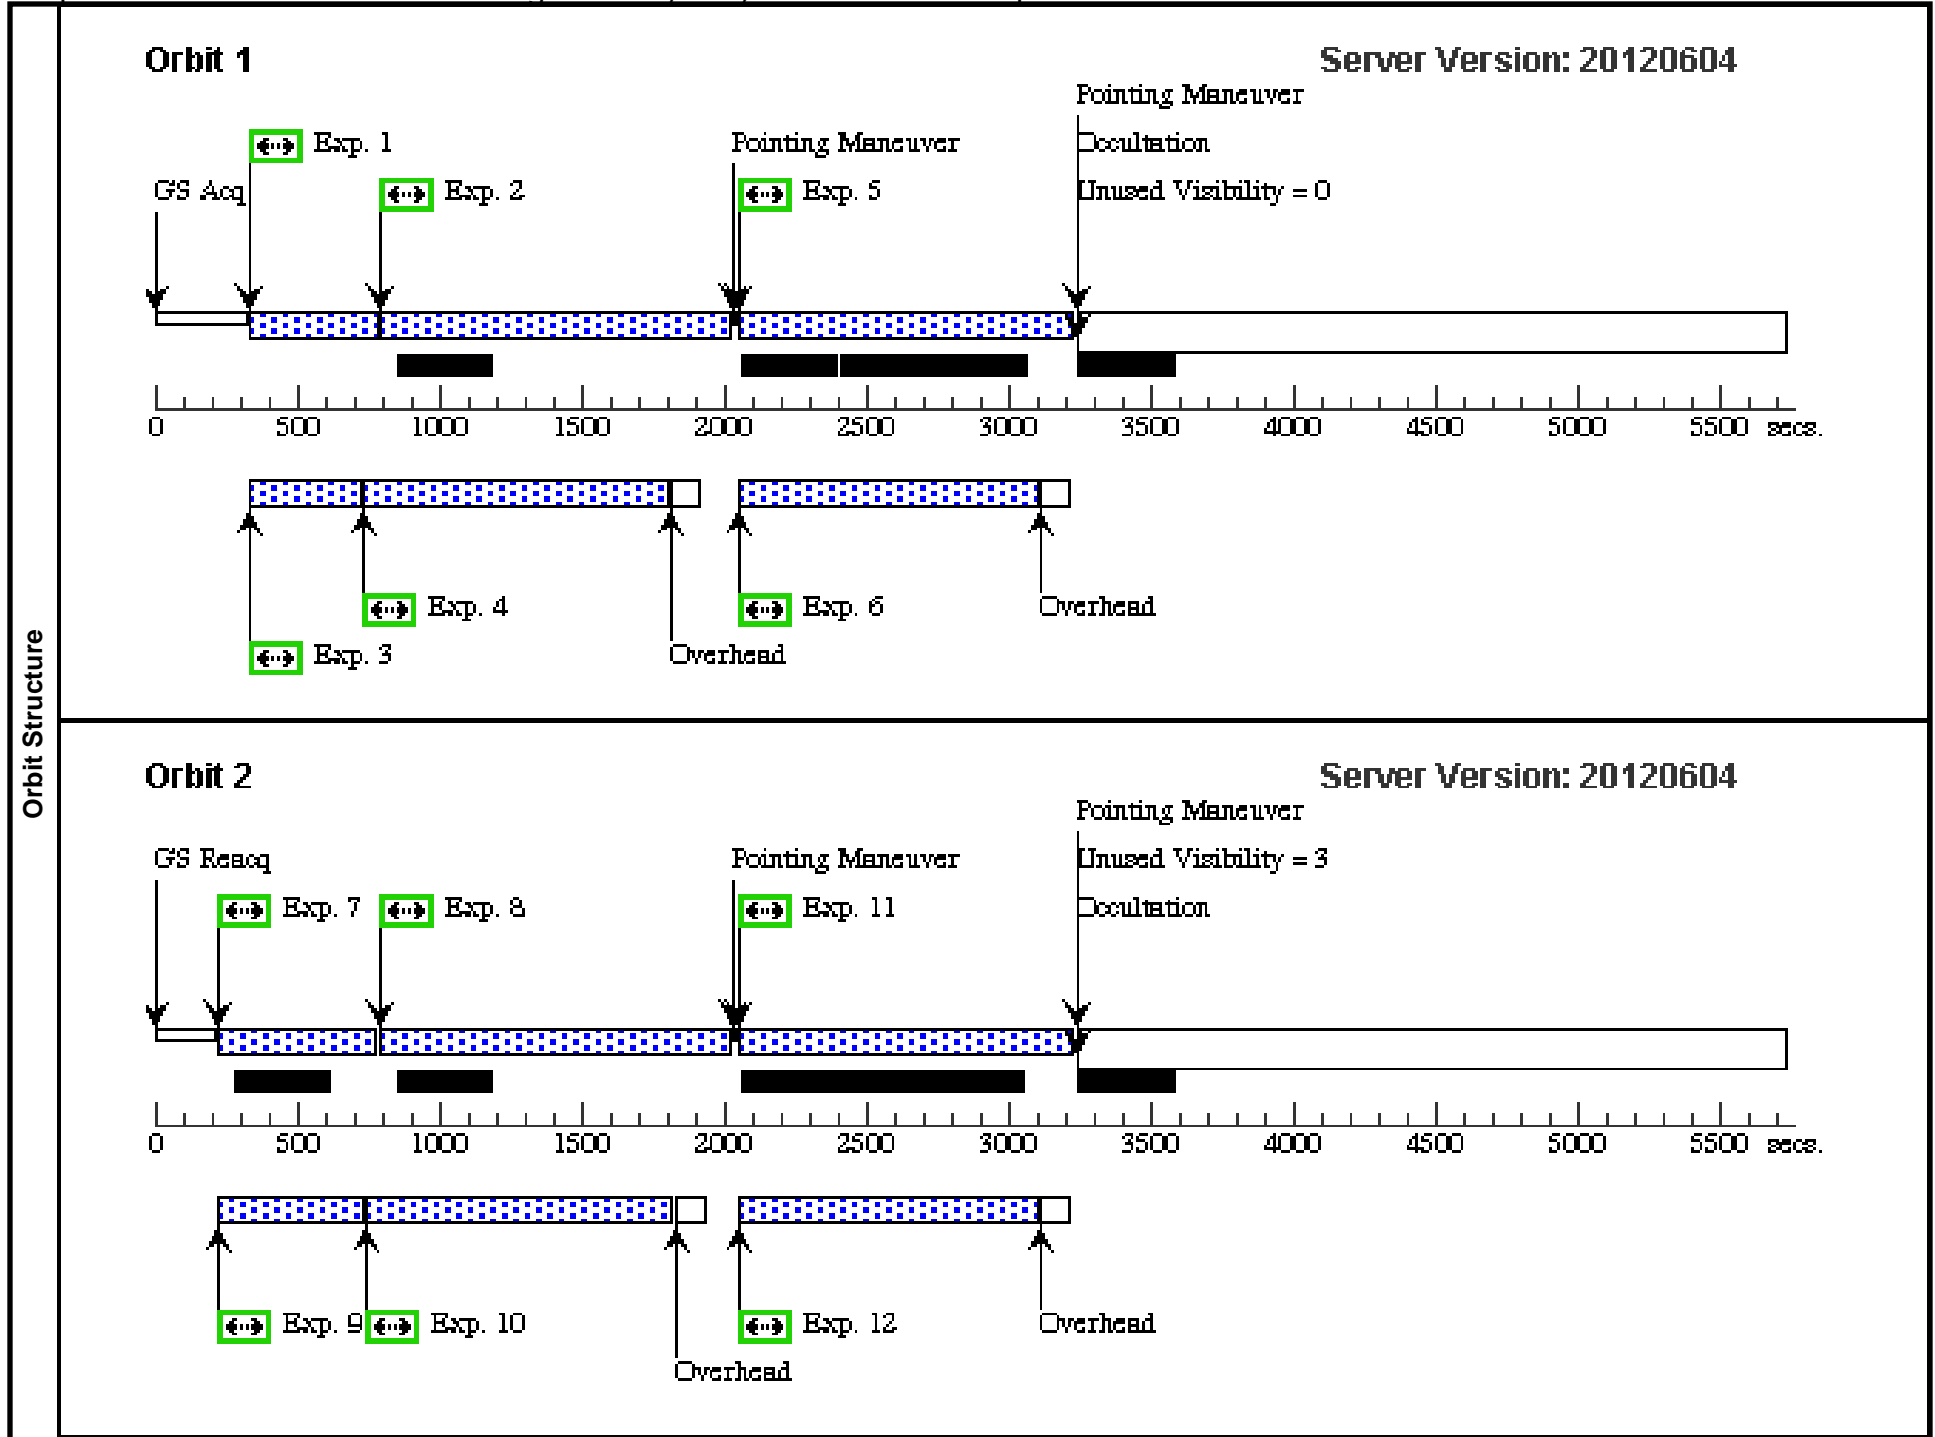 Orbit Structure
Orbit 1
Server Version: 20120604
Pointing Maneuver
Exp. 1
Pointing Maneuver
Occultation
GS Acq
Exp. 2
Exp. 5
Unused Visibility = 0
0 500 1000 1500 2000 2500 3000 3500 4000 4500 5000 5500 secs.
Exp. 4
Exp. 6
Overhead
Exp. 3
Overhead
Orbit 2
Server Version: 20120604
Pointing Maneuver
GS Reacq
Pointing Maneuver
Unused Visibility = 3
Exp. 7
Exp. 8
Exp. 11
Occultation
0 500 1000 1500 2000 2500 3000 3500 4000 4500 5000 5500 secs.
Exp. 9
Exp. 10
Exp. 12
Overhead
Overhead